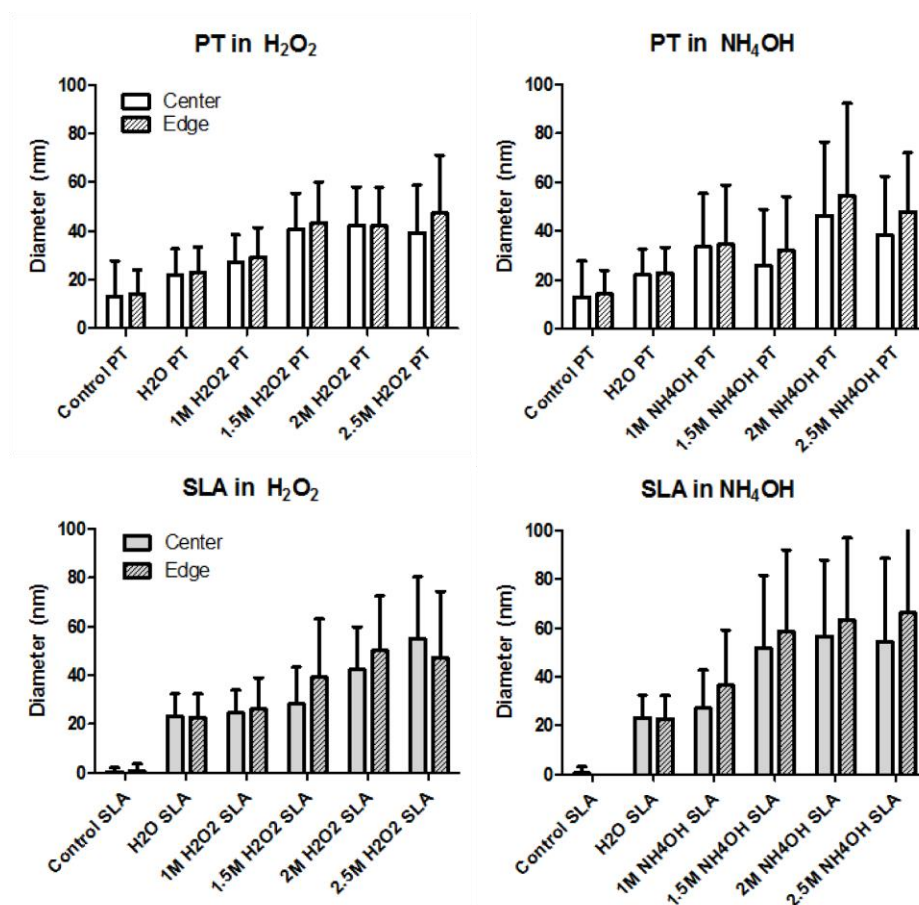 PT in H₂O₂
100
80
60
40
20
0
Diameter (nm)
Center
Edge
Control PT
H2O PT
1M H2O2 PT
1.5M H2O2 PT
2M H2O2 PT
2.5M H2O2 PT
PT in NH₄OH
100
80
60
40
20
0
Diameter (nm)
Control PT
H2O PT
1M NH4OH PT
1.5M NH4OH PT
2M NH4OH PT
2.5M NH4OH PT
SLA in H₂O₂
100
80
60
40
20
0
Diameter (nm)
Center
Edge
Control SLA
H2O SLA
1M H2O2 SLA
1.5M H2O2 SLA
2M H2O2 SLA
2.5M H2O2 SLA
SLA in NH₄OH
100
80
60
40
20
0
Diameter (nm)
Control SLA
H2O SLA
1M NH4OH SLA
1.5M NH4OH SLA
2M NH4OH SLA
2.5M NH4OH SLA